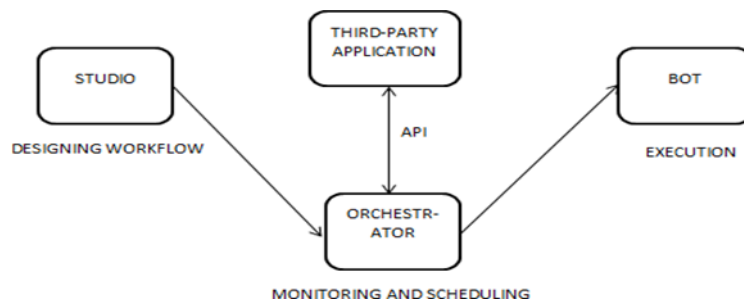 THIRD-PARTY
APPLICATION
STUDIO
BOT
API
DESIGNING WORKFLOW
EXECUTION
ORCHESTR-
ATOR
MONITORING AND SCHEDULING